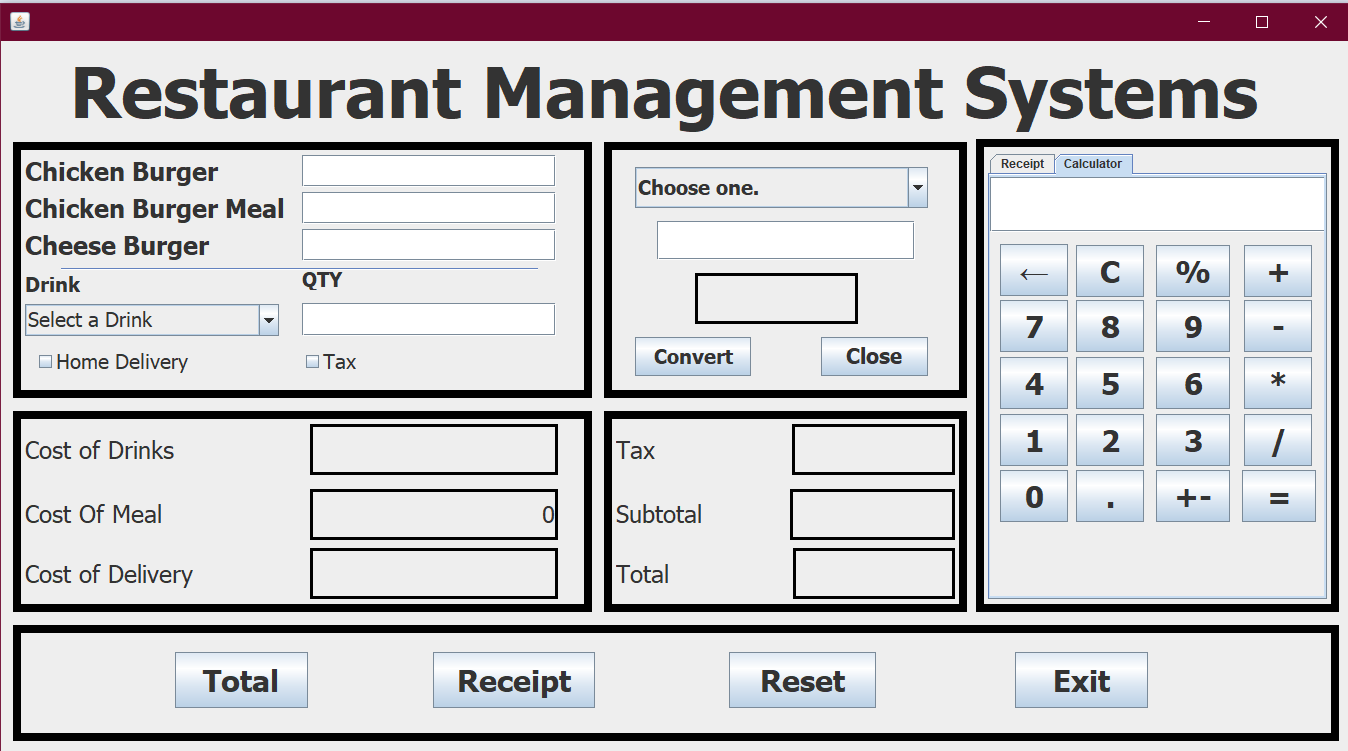 Restaurant Management Systems
Chicken Burger
Chicken Burger Meal
Cheese Burger
Drink
QTY
Select a Drink
Home Delivery
Tax
Choose one.
Convert
Close
Receipt
Calculator
← C % +
7 8 9 -
4 5 6 *
1 2 3 /
0 . +- =
Cost of Drinks
Cost Of Meal
0
Cost of Delivery
Tax
Subtotal
Total
Total
Receipt
Reset
Exit